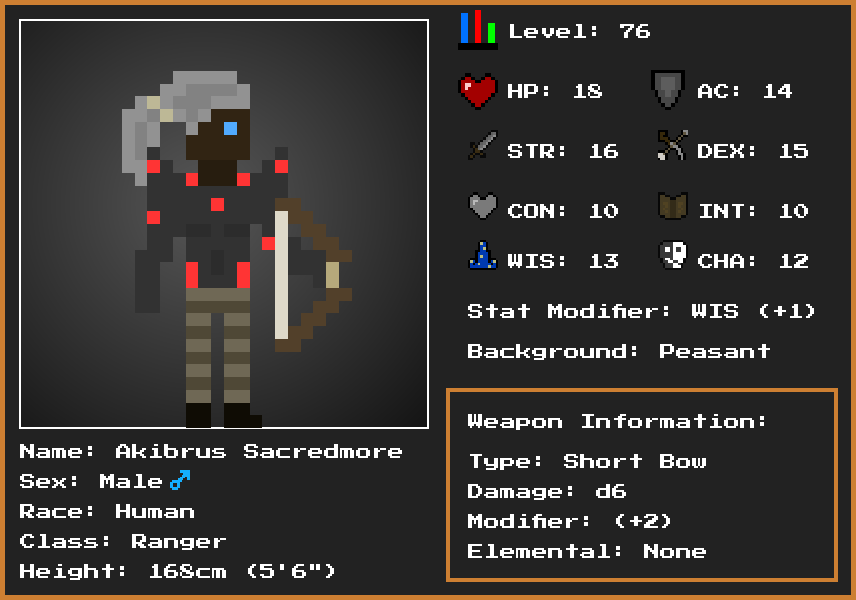 Level: 76
HP: 18 AC: 14
STR: 16 DEX: 15
CON: 10 INT: 10
WIS: 13 CHA: 12
Stat Modifier: WIS (+1)
Background: Peasant
Weapon Information:
Type: Short Bow
Damage: d6
Modifier: (+2)
Elemental: None
Name: Akibrus Sacredmore
Sex: Male ♂
Race: Human
Class: Ranger
Height: 168cm (5'6")